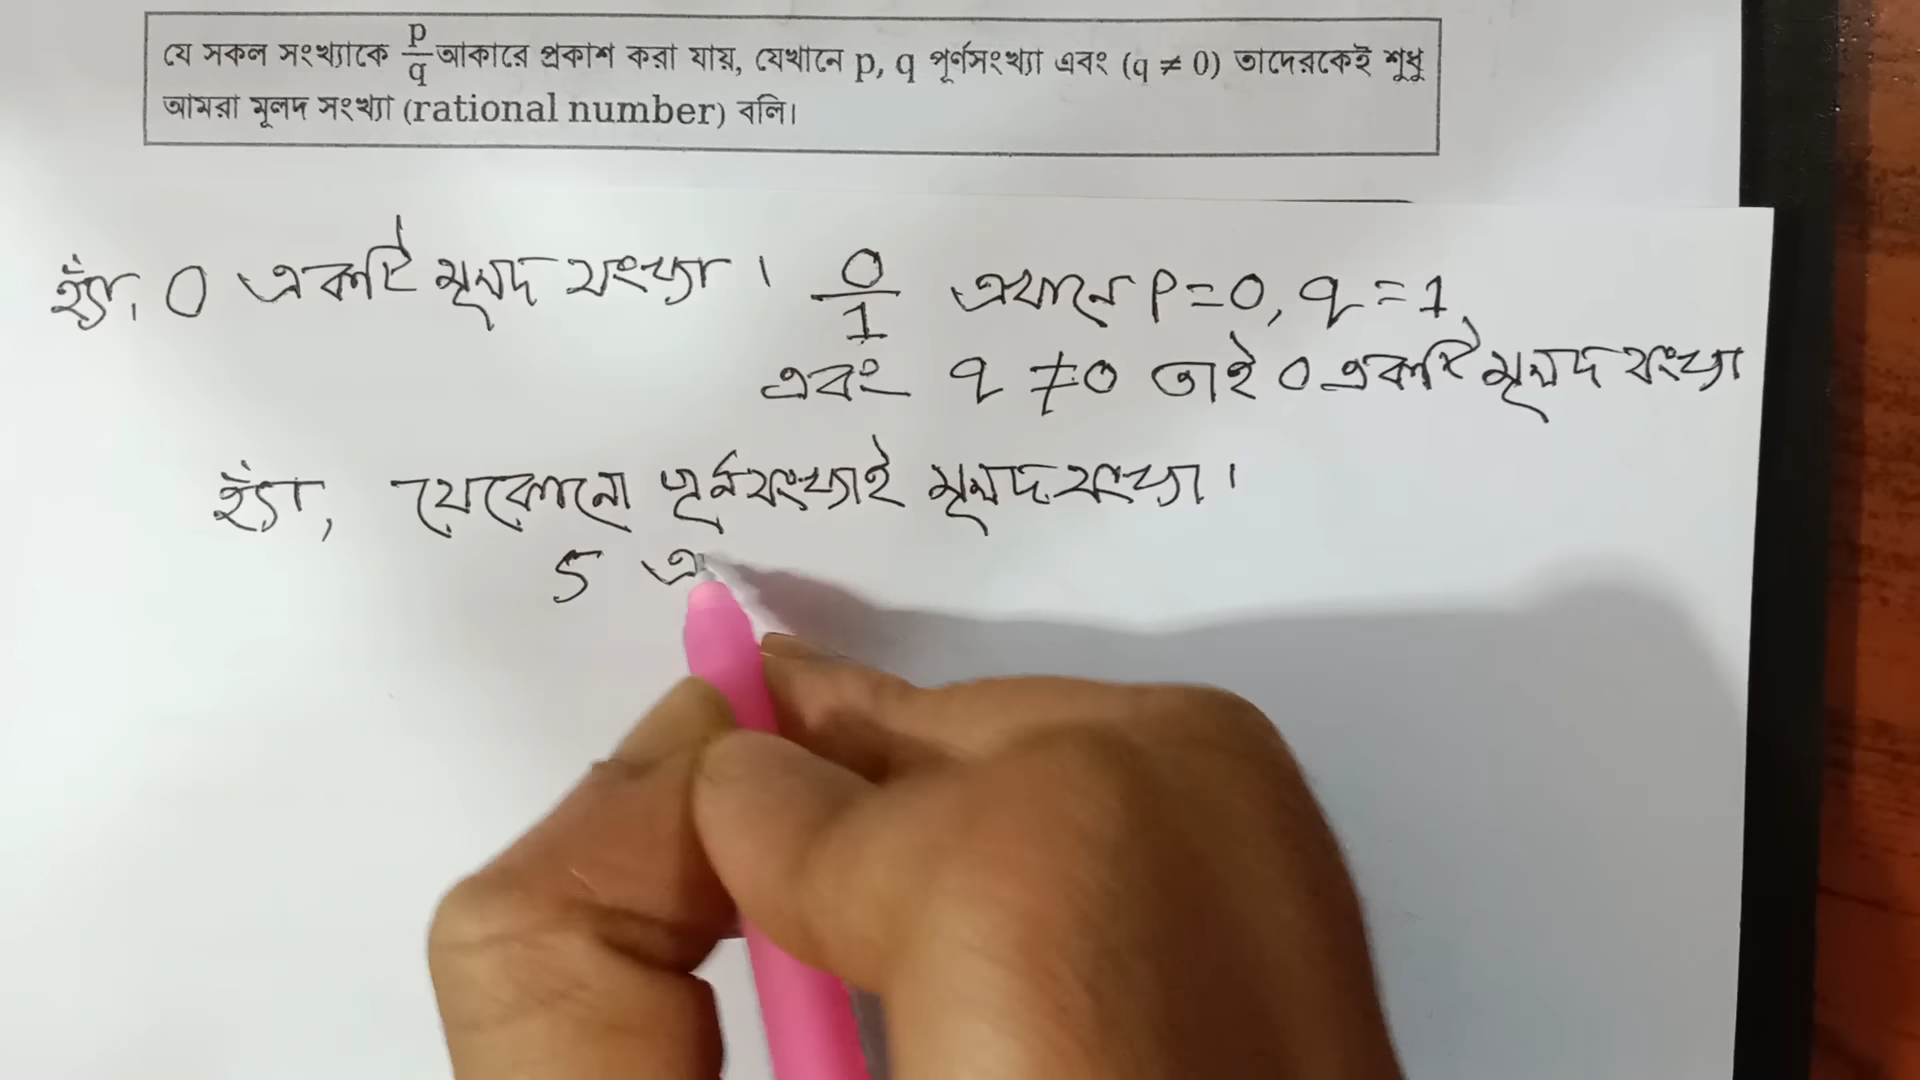 যে সকল সংখ্যাকে p/q আকারে প্রকাশ করা যায়, যেখানে p, q পূর্ণসংখ্যা এবং (q ≠ 0) তাদেরকেই শুধু
আমরা মূলদ সংখ্যা (rational number) বলি।
হ্যাঁ, 0 একটি মূলদ সংখ্যা । 0/1 এখানে p = 0, q = 1
এবং q ≠ 0 তাই 0 একটি মূলদ সংখ্যা
হ্যাঁ, যেকোনো পূর্নসংখ্যাই মূলদ সংখ্যা ।
5 এ